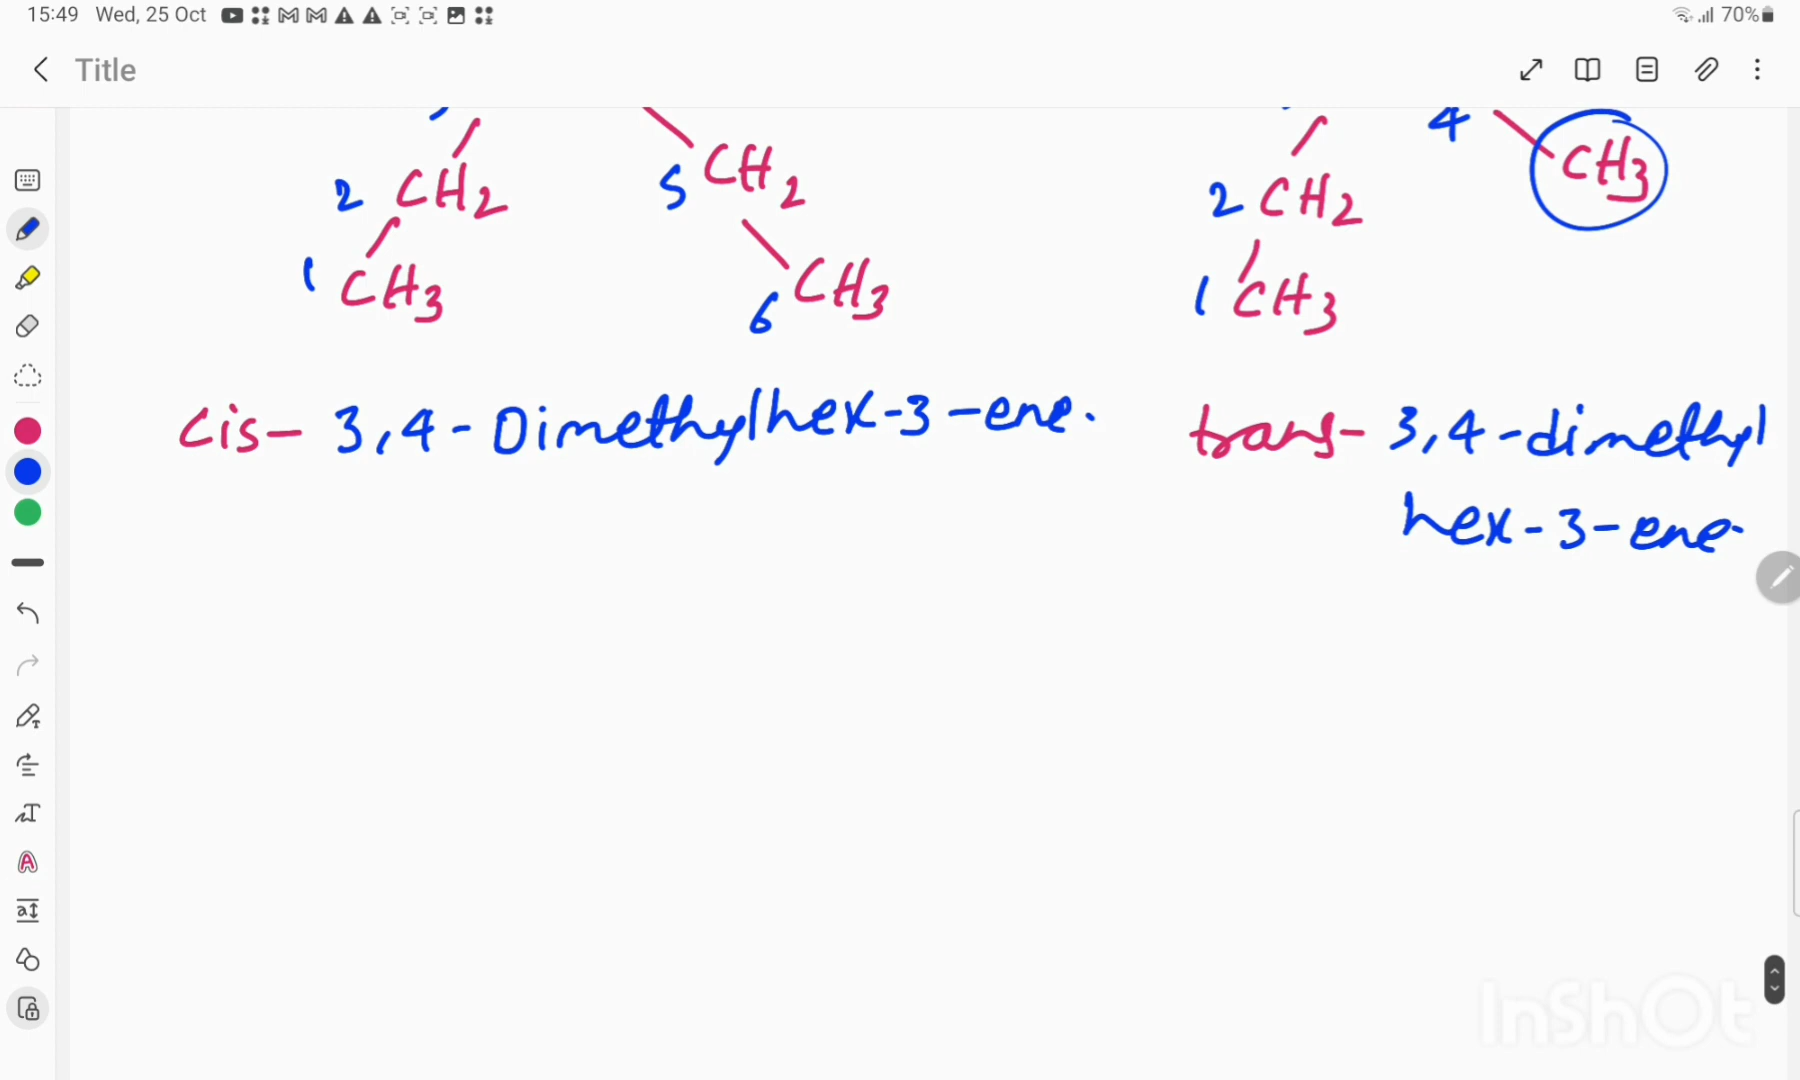 15:49 Wed, 25 Oct 70%
Title
4
CH3
5 CH2
2 CH2
2 CH2
1 CH3
6 CH3
1 CH3
cis- 3,4-Dimethylhex-3-ene.
trans- 3,4-dimethyl
hex-3-ene.
InShOt